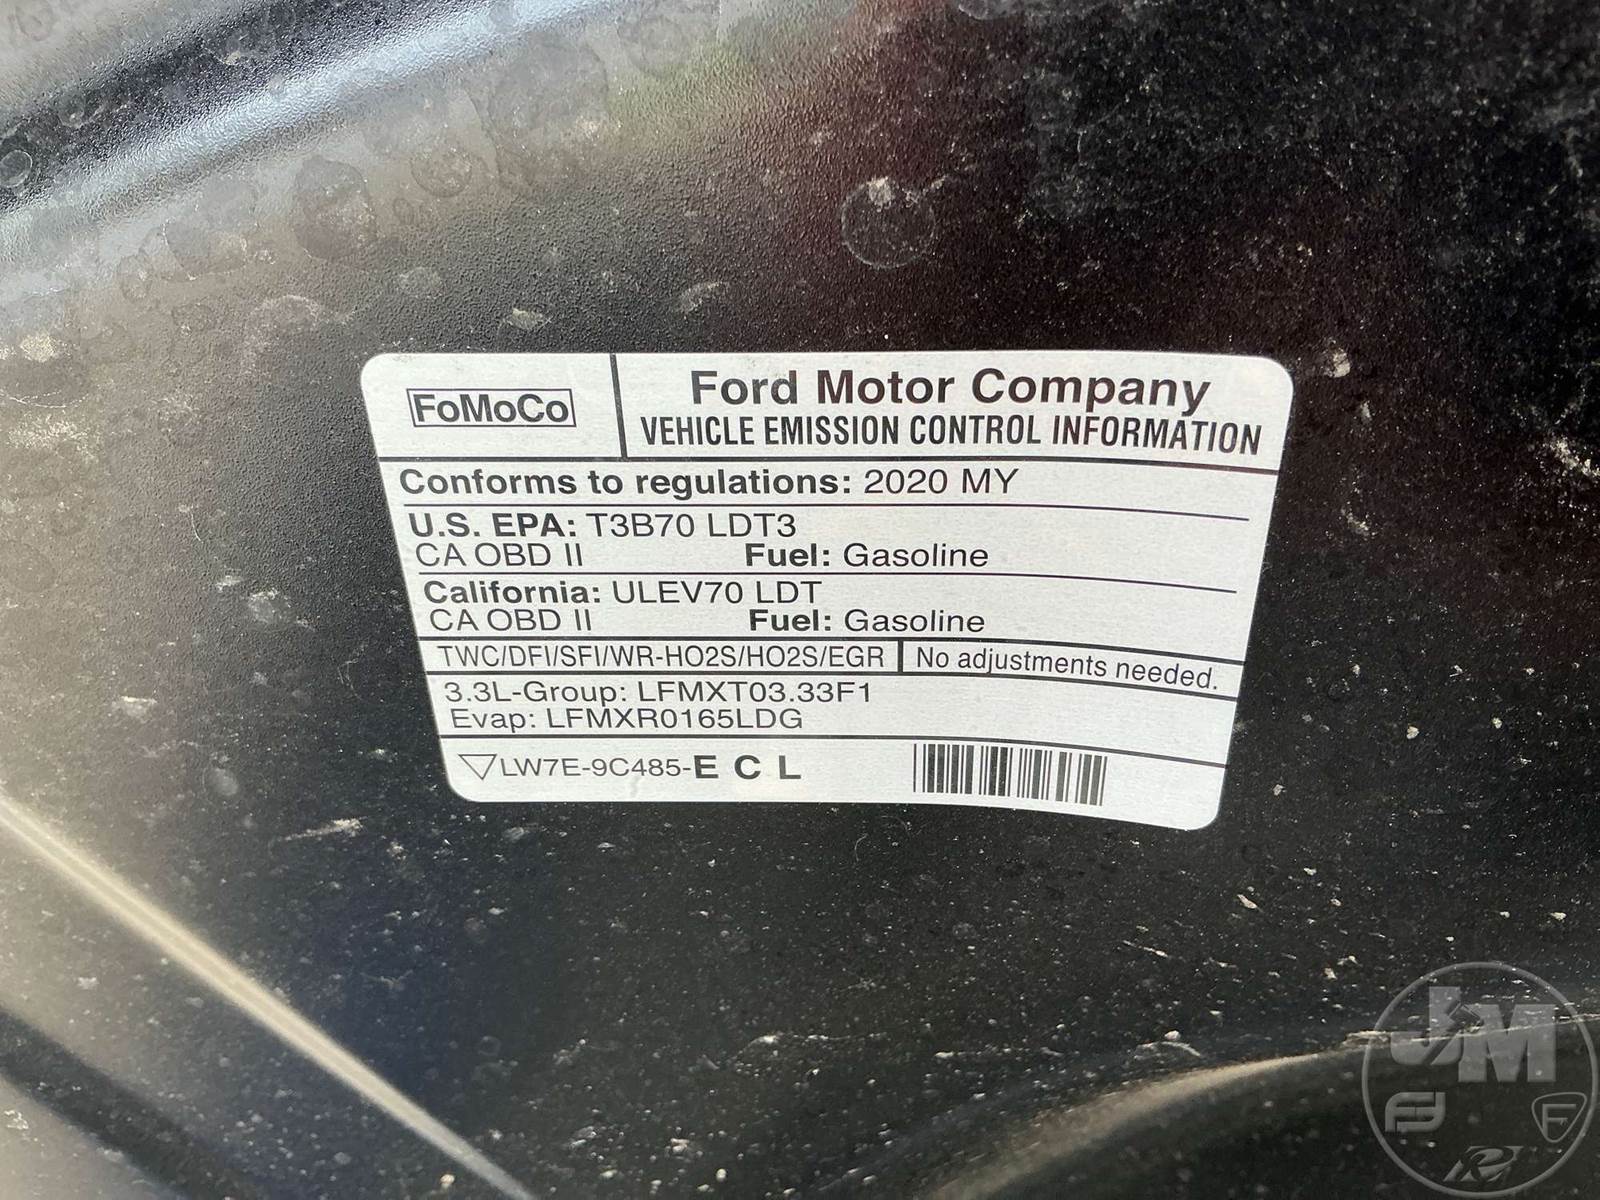 FoMoCo
Ford Motor Company
VEHICLE EMISSION CONTROL INFORMATION
Conforms to regulations: 2020 MY
U.S. EPA: T3B70 LDT3
CA OBD II Fuel: Gasoline
California: ULEV70 LDT
CA OBD II Fuel: Gasoline
TWC/DFI/SFI/WR-HO2S/HO2S/EGR No adjustments needed.
3.3L-Group: LFMXT03.33F1
Evap: LFMXR0165LDG
LW7E-9C485-E C L
JM